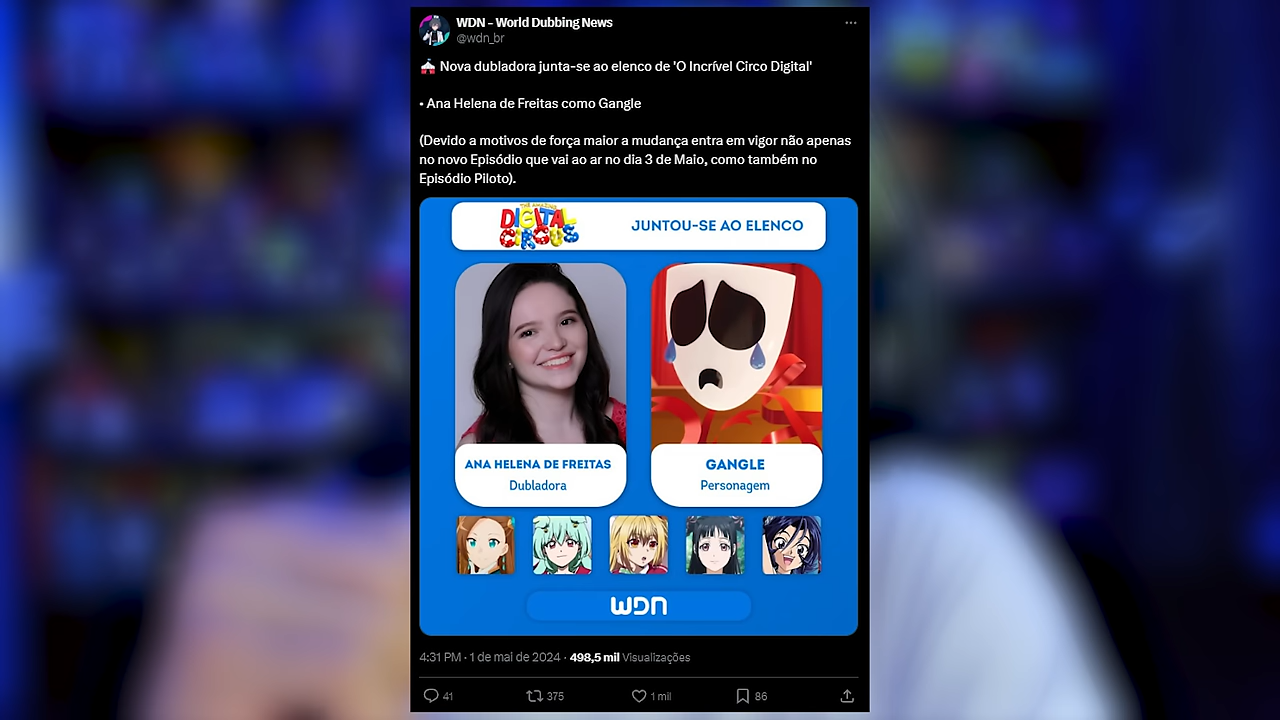 WDN - World Dubbing News
@wdn_br
Nova dubladora junta-se ao elenco de 'O Incrível Circo Digital'
• Ana Helena de Freitas como Gangle
(Devido a motivos de força maior a mudança entra em vigor não apenas
no novo Episódio que vai ao ar no dia 3 de Maio, como também no
Episódio Piloto).
THE AMAZING
DIGITAL
CIRCUS
JUNTOU-SE AO ELENCO
ANA HELENA DE FREITAS
Dubladora
GANGLE
Personagem
WDN
4:31 PM · 1 de mai de 2024 · 498,5 mil Visualizações
41
375
1 mil
86